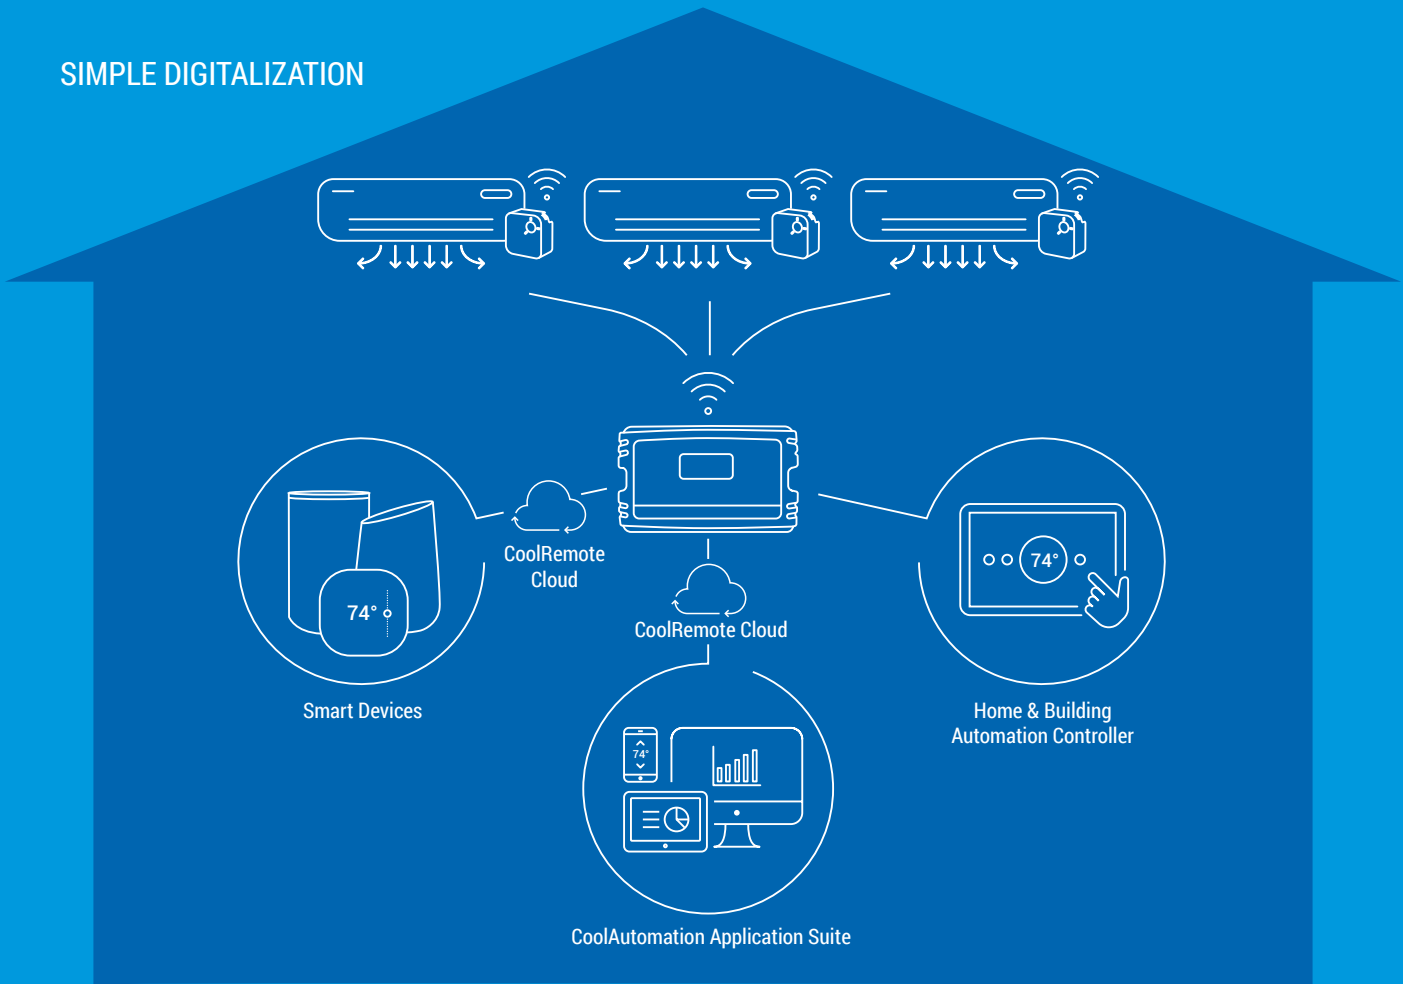 SIMPLE DIGITALIZATION
CoolRemote
Cloud
74°
74°
CoolRemote Cloud
Smart Devices
Home & Building
Automation Controller
74°
CoolAutomation Application Suite